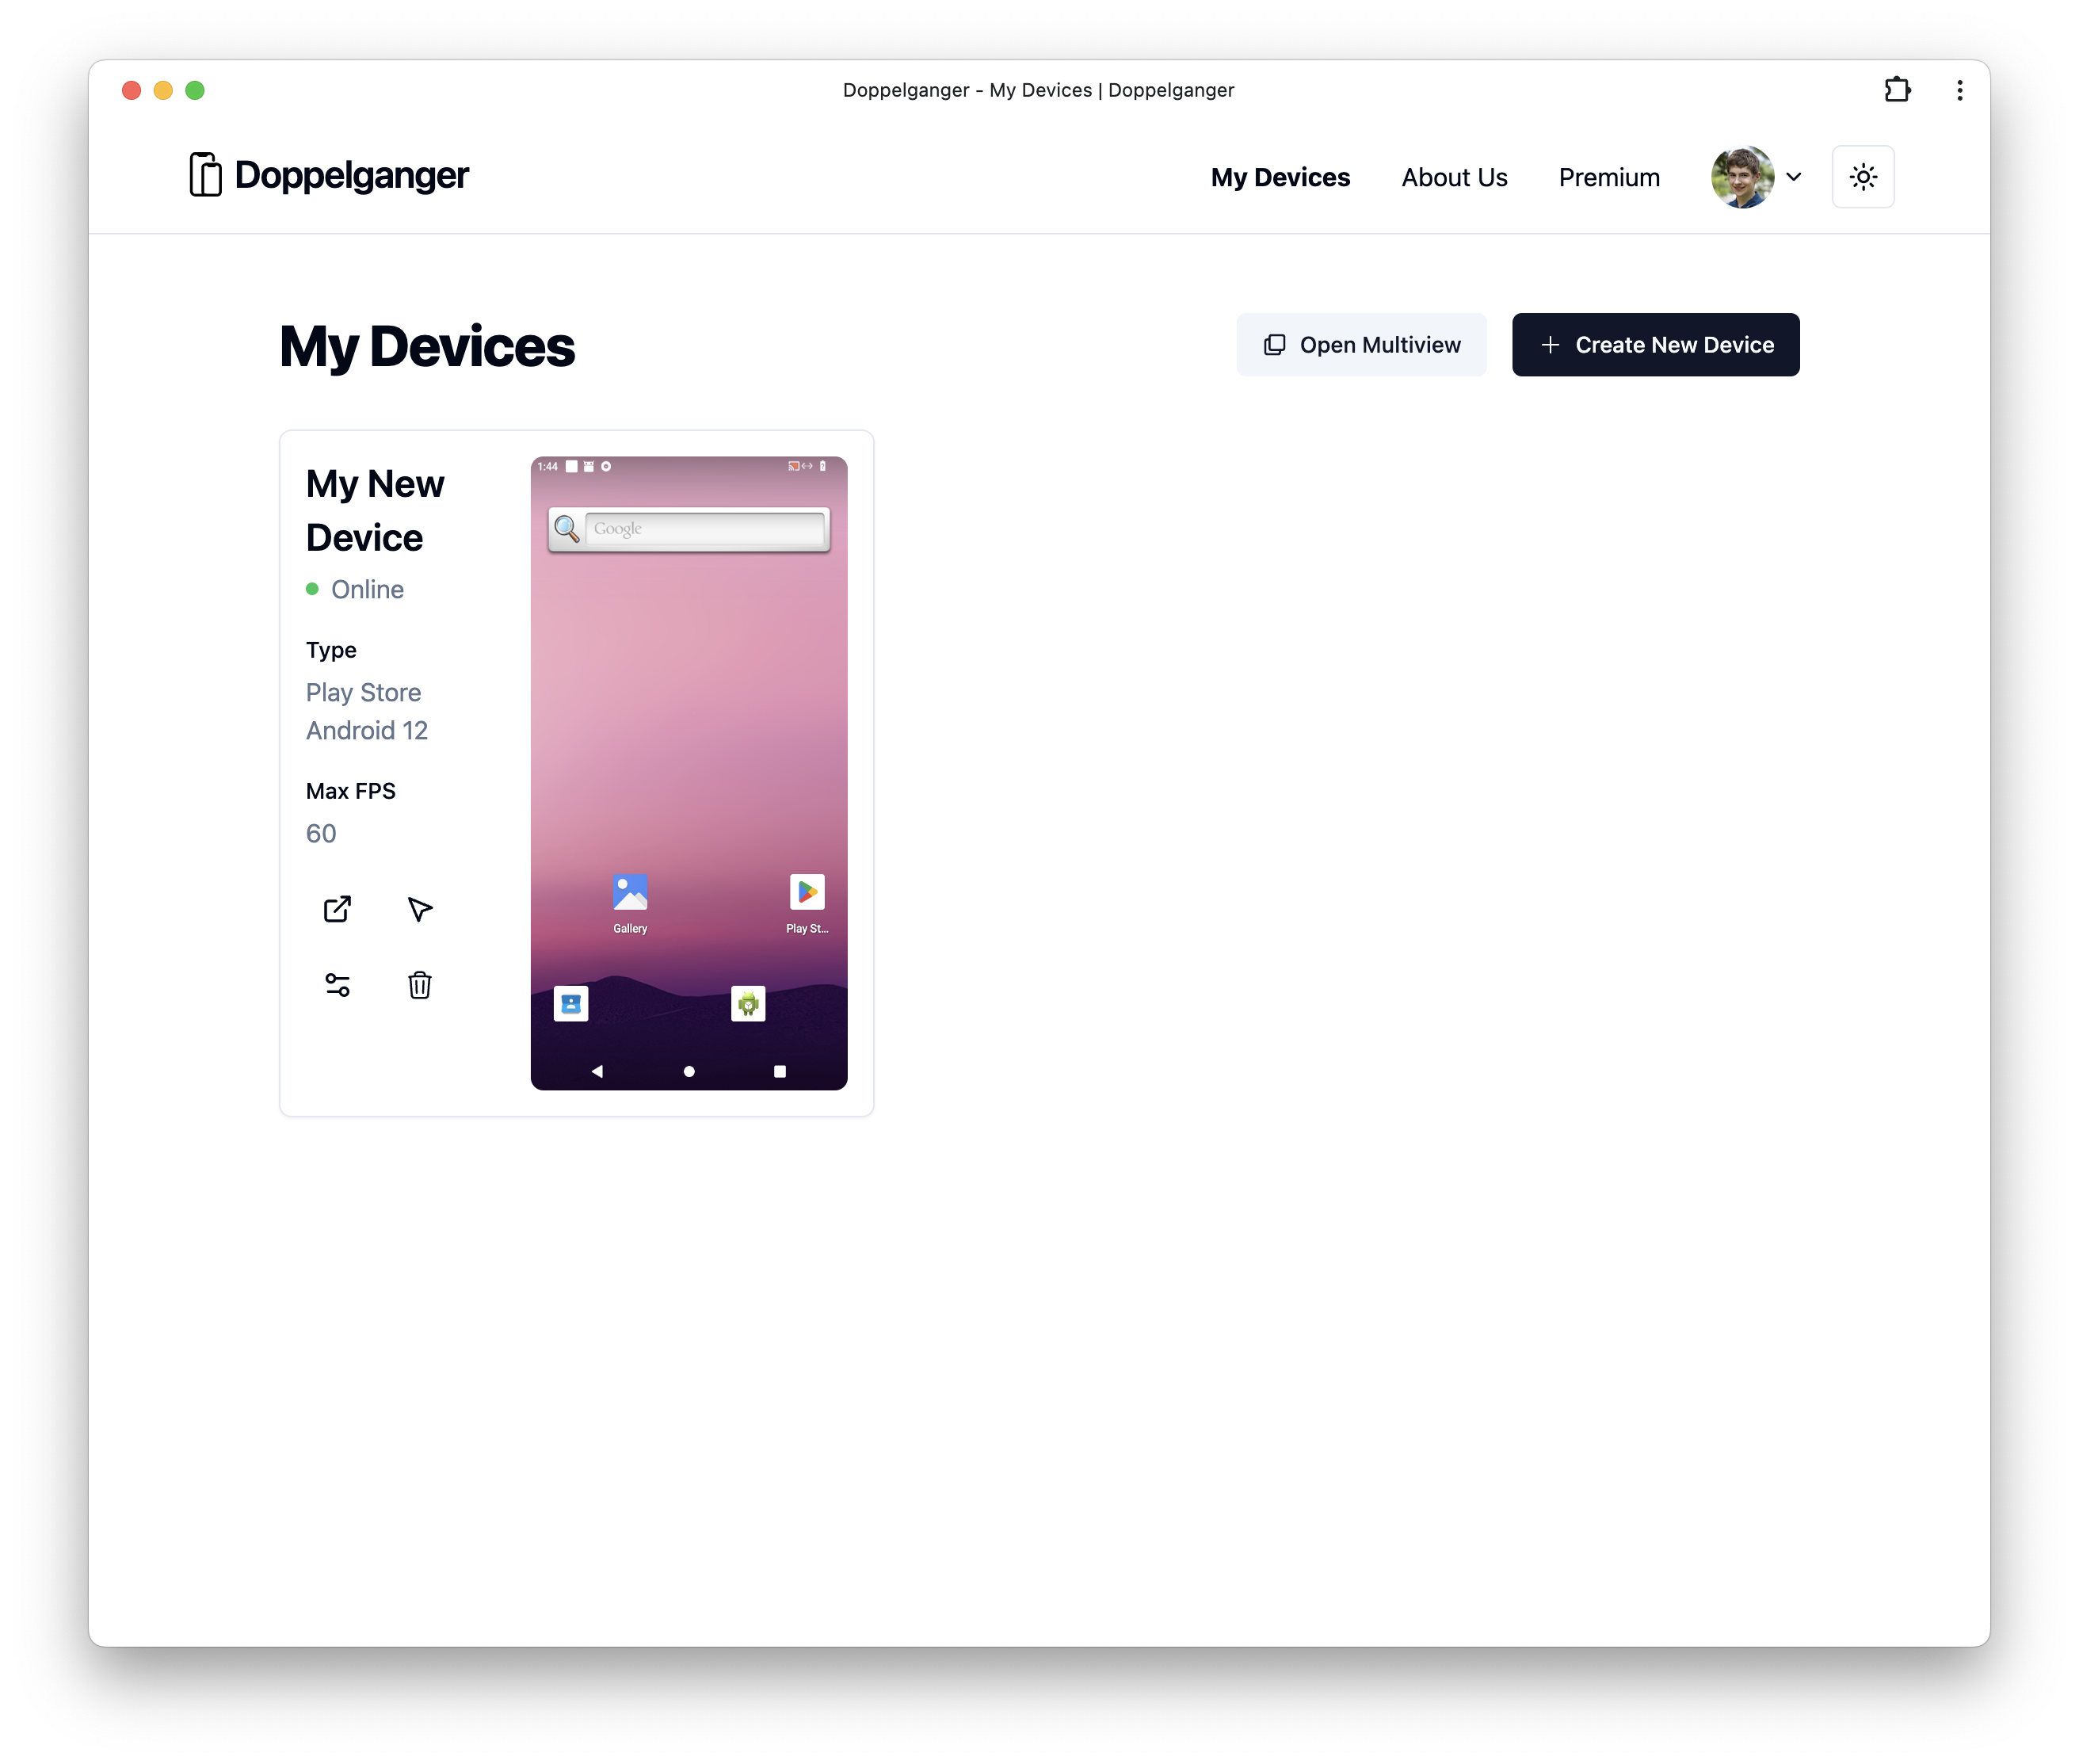 Doppelganger - My Devices | Doppelganger
Doppelganger
My Devices
About Us
Premium
My Devices
Open Multiview
Create New Device
My New
Device
Online
Type
Play Store
Android 12
Max FPS
60
1:44
Google
Gallery
Play St...